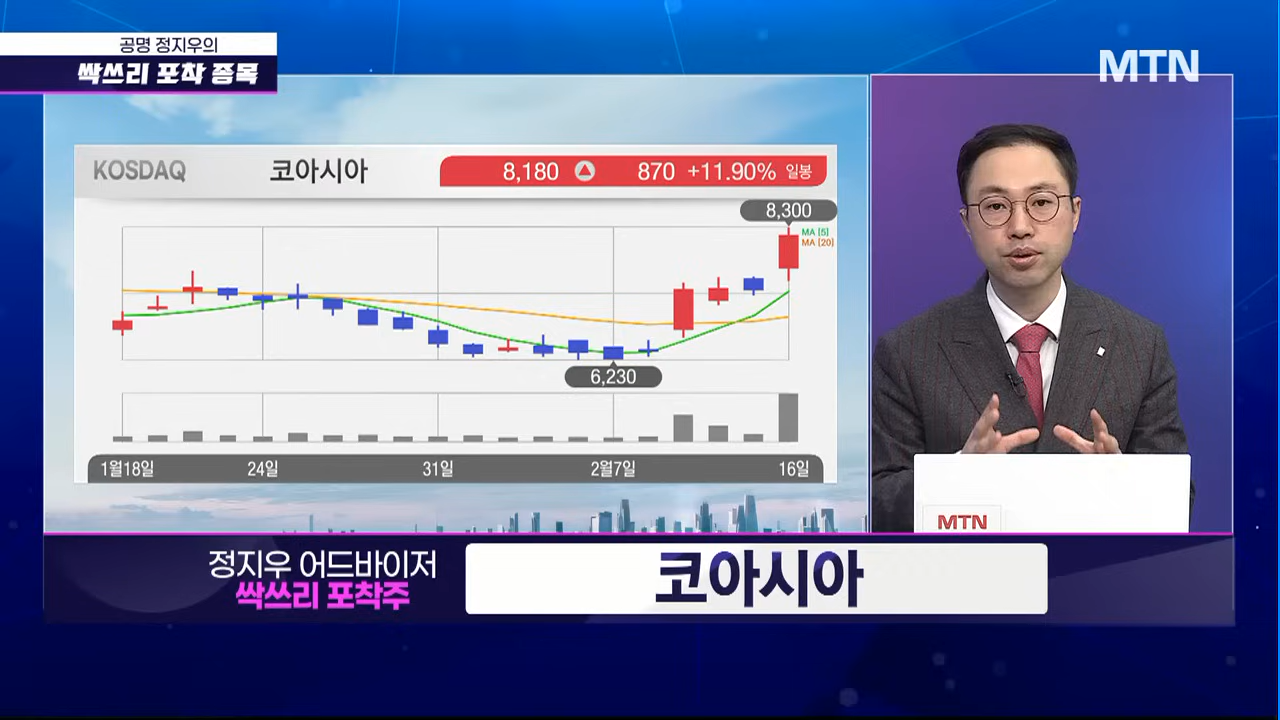 공명 정지우의
싹쓰리 포착 종목
MTN
KOSDAQ 코아시아 8,180 870 +11.90% 일봉
8,300
MA [5]
MA [20]
6,230
1월18일 24일 31일 2월7일 16일
MTN
정지우 어드바이저
싹쓰리 포착주
코아시아